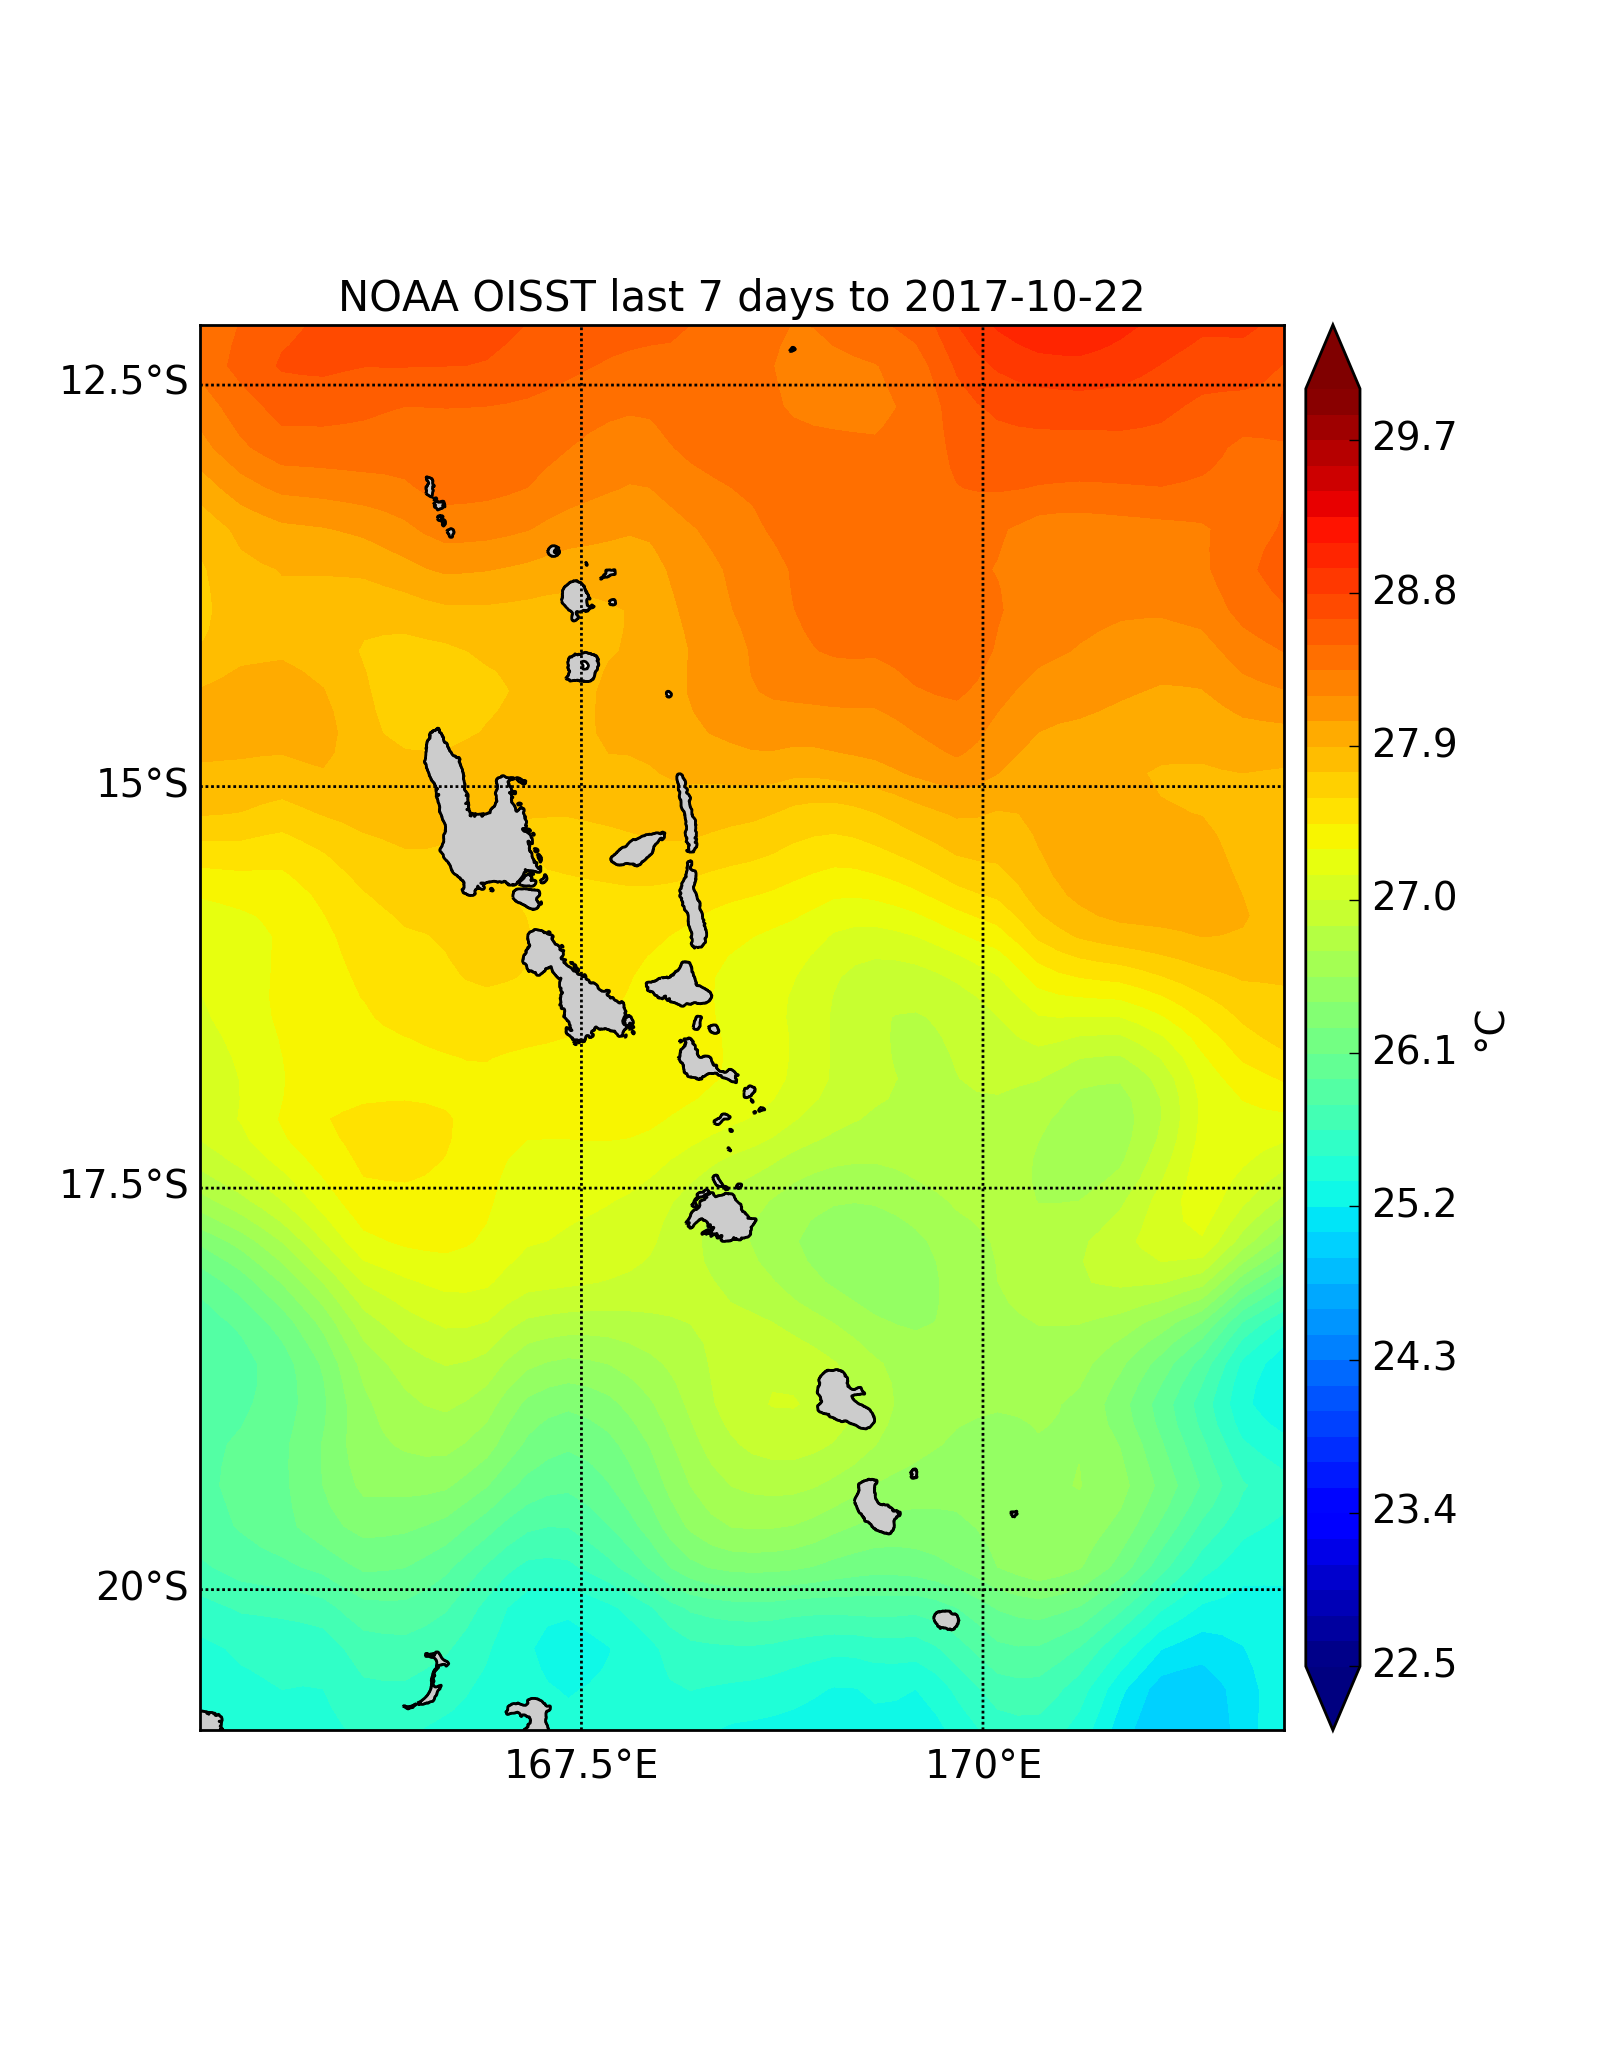 NOAA OISST last 7 days to 2017-10-22
12.5°S
15°S
17.5°S
20°S
167.5°E
170°E
29.7
28.8
27.9
27.0
26.1
25.2
24.3
23.4
22.5
°C